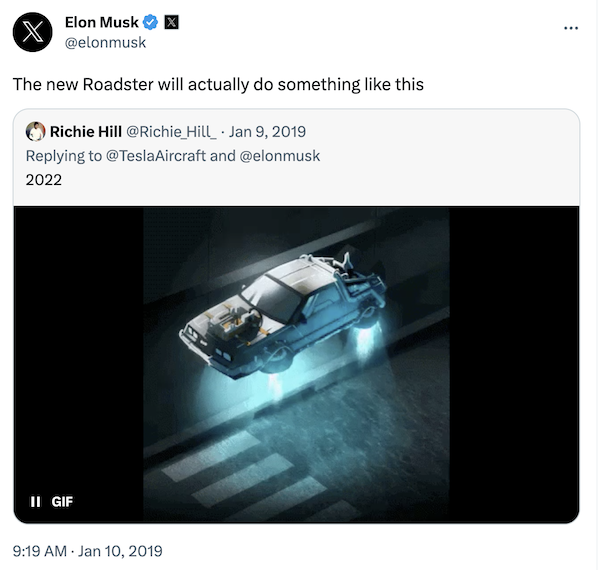 Elon Musk
@elonmusk
The new Roadster will actually do something like this
Richie Hill @Richie_Hill_ · Jan 9, 2019
Replying to @TeslaAircraft and @elonmusk
2022
GIF
9:19 AM · Jan 10, 2019